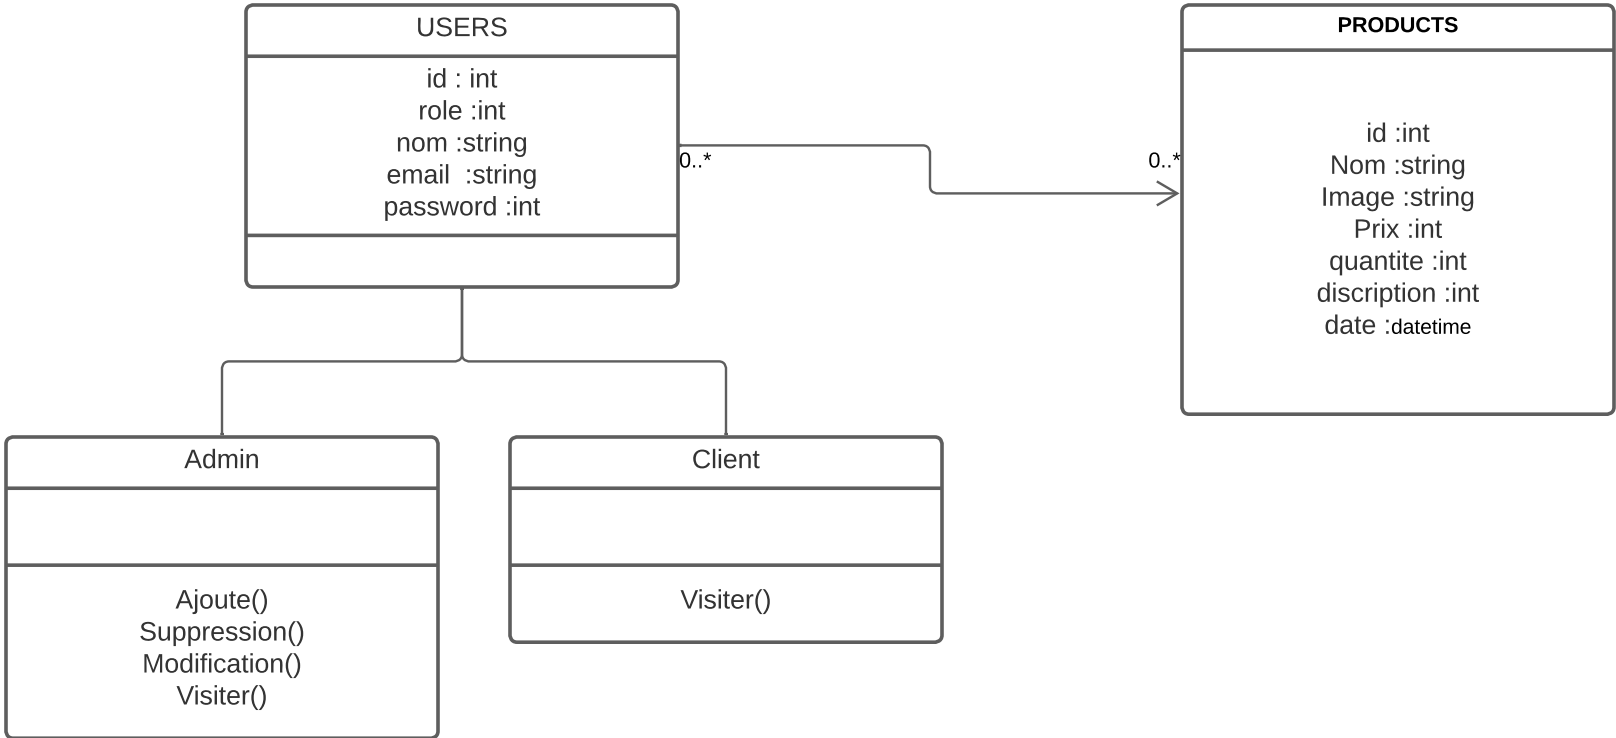 USERS
id : int
role :int
nom :string
email  :string
password :int
0..*
0..*
PRODUCTS
id :int
Nom :string
Image :string
Prix :int
quantite :int
discription :int
date :datetime
Admin
Ajoute()
Suppression()
Modification()
Visiter()
Client
Visiter()